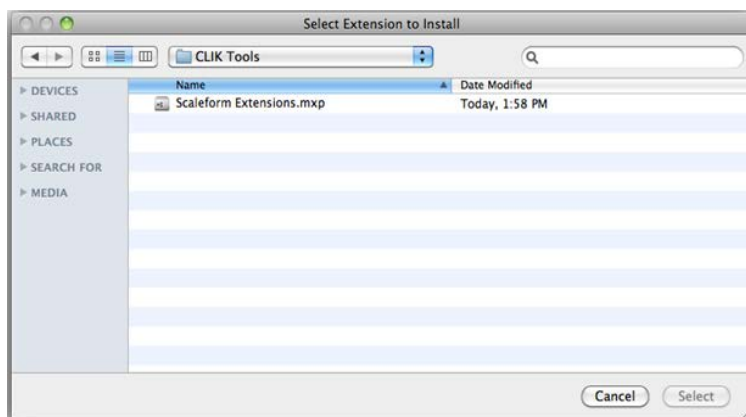 Select Extension to Install
CLIK Tools
Name Date Modified
DEVICES
Scaleform Extensions.mxp Today, 1:58 PM
SHARED
PLACES
SEARCH FOR
MEDIA
Cancel Select